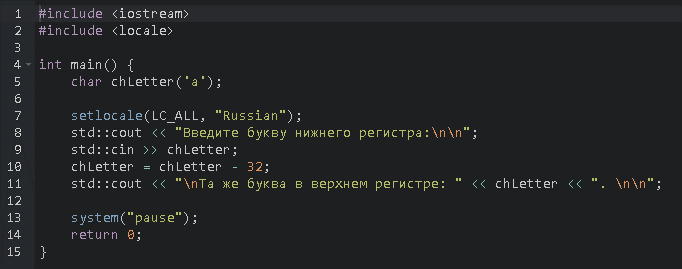 1 #include <iostream>
2 #include <locale>
3
4 int main() {
5     char chLetter('a');
6
7     setlocale(LC_ALL, "Russian");
8     std::cout << "Введите букву нижнего регистра:\n\n";
9     std::cin >> chLetter;
10     chLetter = chLetter - 32;
11     std::cout << "\nТа же буква в верхнем регистре: " << chLetter << ". \n\n";
12
13     system("pause");
14     return 0;
15 }